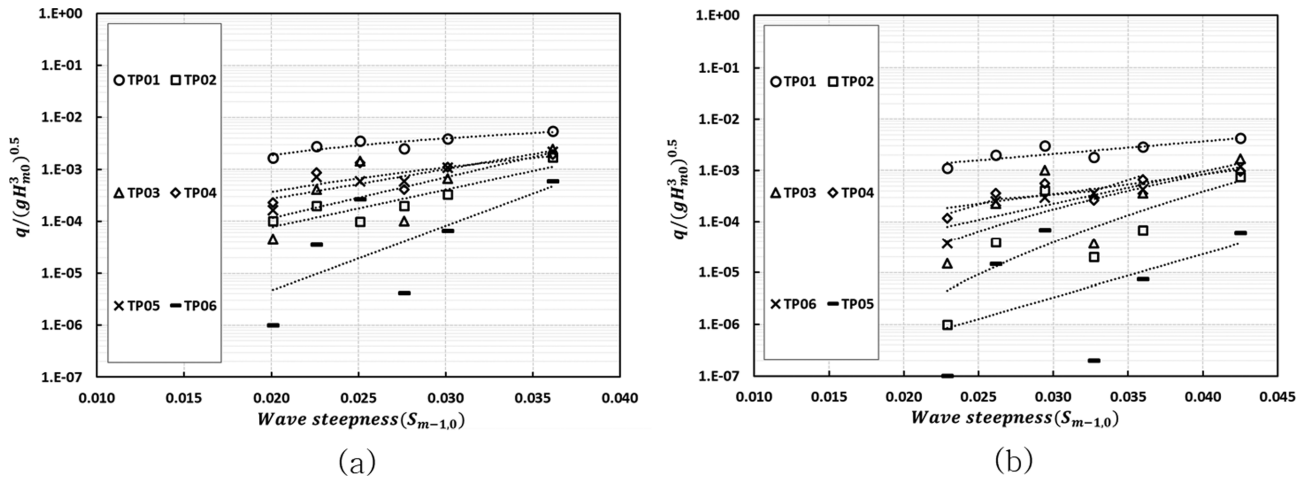 1.E+00
1.E-01
1.E-02
1.E-03
1.E-04
1.E-05
1.E-06
1.E-07
q/(gH³m0)^0.5
TP01 TP02
TP03 TP04
TP05 TP06
0.010 0.015 0.020 0.025 0.030 0.035 0.040
Wave steepness(Sm−1,0)
(a)
1.E+00
1.E-01
1.E-02
1.E-03
1.E-04
1.E-05
1.E-06
1.E-07
q/(gH³m0)^0.5
TP01 TP02
TP03 TP04
TP06 TP05
0.010 0.015 0.020 0.025 0.030 0.035 0.040 0.045
Wave steepness(Sm−1,0)
(b)